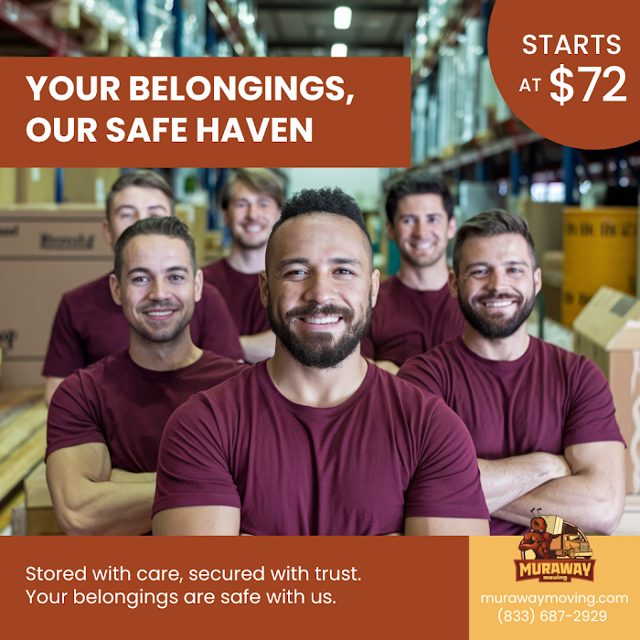 STARTS
AT $72
YOUR BELONGINGS,
OUR SAFE HAVEN
Stored with care, secured with trust.
Your belongings are safe with us.
MURAWAY
moving
murawaymoving.com
(833) 687-2929